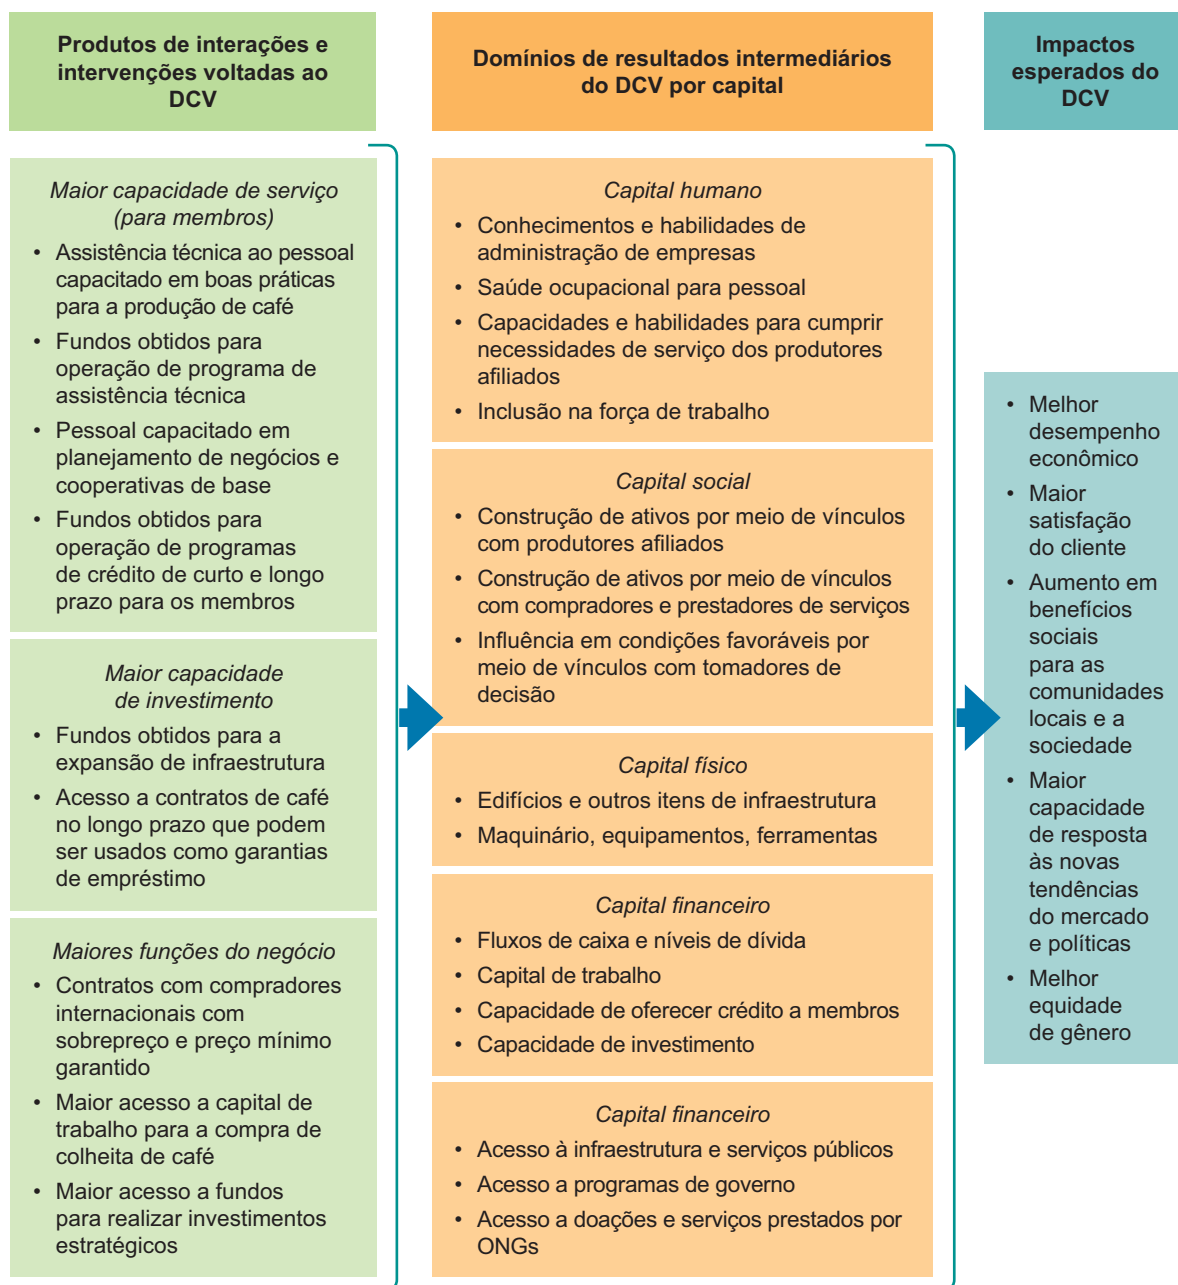 Produtos de interações e
intervenções voltadas ao
DCV
Maior capacidade de serviço
(para membros)
• Assistência técnica ao pessoal
capacitado em boas práticas
para a produção de café
• Fundos obtidos para
operação de programa de
assistência técnica
• Pessoal capacitado em
planejamento de negócios e
cooperativas de base
• Fundos obtidos para
operação de programas
de crédito de curto e longo
prazo para os membros
Maior capacidade
de investimento
• Fundos obtidos para a
expansão de infraestrutura
• Acesso a contratos de café
no longo prazo que podem
ser usados como garantias
de empréstimo
Maiores funções do negócio
• Contratos com compradores
internacionais com
sobrepreço e preço mínimo
garantido
• Maior acesso a capital de
trabalho para a compra de
colheita de café
• Maior acesso a fundos
para realizar investimentos
estratégicos
Domínios de resultados intermediários
do DCV por capital
Capital humano
• Conhecimentos e habilidades de
administração de empresas
• Saúde ocupacional para pessoal
• Capacidades e habilidades para cumprir
necessidades de serviço dos produtores
afiliados
• Inclusão na força de trabalho
Capital social
• Construção de ativos por meio de vínculos
com produtores afiliados
• Construção de ativos por meio de vínculos
com compradores e prestadores de serviços
• Influência em condições favoráveis por
meio de vínculos com tomadores de
decisão
Capital físico
• Edifícios e outros itens de infraestrutura
• Maquinário, equipamentos, ferramentas
Capital financeiro
• Fluxos de caixa e níveis de dívida
• Capital de trabalho
• Capacidade de oferecer crédito a membros
• Capacidade de investimento
Capital financeiro
• Acesso à infraestrutura e serviços públicos
• Acesso a programas de governo
• Acesso a doações e serviços prestados por
ONGs
Impactos
esperados do
DCV
• Melhor
desempenho
econômico
• Maior
satisfação
do cliente
• Aumento em
benefícios
sociais
para as
comunidades
locais e a
sociedade
• Maior
capacidade
de resposta
às novas
tendências
do mercado
e políticas
• Melhor
equidade
de gênero